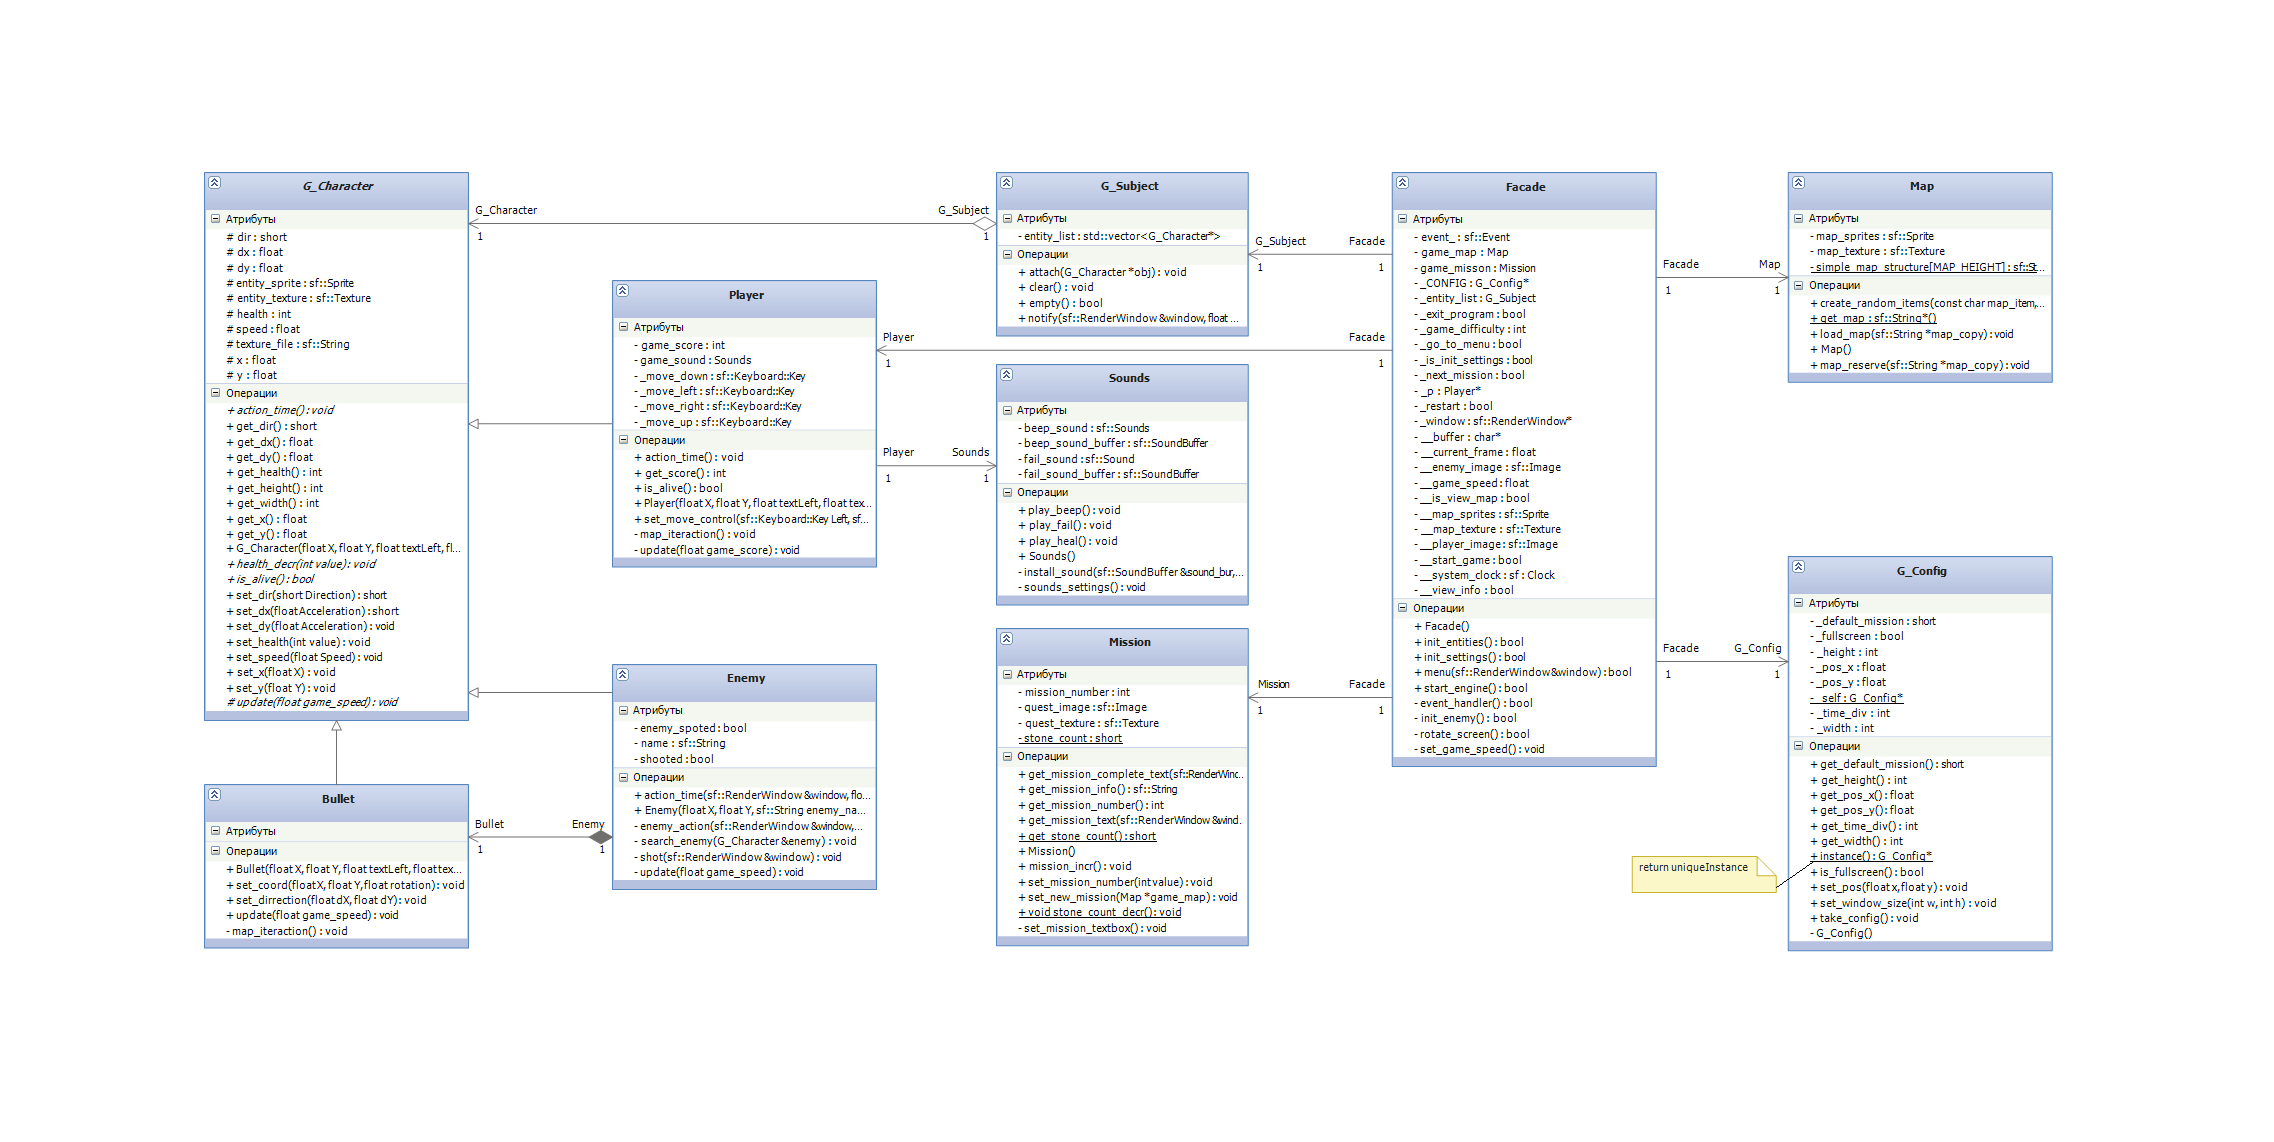 G_Character
Атрибуты
# dir : short
# dx : float
# dy : float
# entity_sprite : sf::Sprite
# entity_texture : sf::Texture
# health : int
# speed : float
# texture_file : sf::String
# x : float
# y : float
Операции
+ action_time() : void
+ get_dir() : short
+ get_dx() : float
+ get_dy() : float
+ get_health() : int
+ get_height() : int
+ get_width() : int
+ get_x() : float
+ get_y() : float
+ G_Character(float X, float Y, float textLeft, fl...
+ health_decr(int value) : void
+ is_alive() : bool
+ set_dir(short Direction) : short
+ set_dx(float Acceleration) : short
+ set_dy(float Acceleration) : void
+ set_health(int value) : void
+ set_speed(float Speed) : void
+ set_x(float X) : void
+ set_y(float Y) : void
# update(float game_speed) : void
Bullet
Атрибуты
Операции
+ Bullet(float X, float Y, float textLeft, float tex...
+ set_coord(float X, float Y, float rotation) : void
+ set_dirrection(float dX, float dY) : void
+ update(float game_speed) : void
- map_iteraction() : void
G_Character
1
G_Subject
1
Player
Атрибуты
- game_score : int
- game_sound : Sounds
- _move_down : sf::Keyboard::Key
- _move_left : sf::Keyboard::Key
- _move_right : sf::Keyboard::Key
- _move_up : sf::Keyboard::Key
Операции
+ action_time() : void
+ get_score() : int
+ is_alive() : bool
+ Player(float X, float Y, float textLeft, float tex...
+ set_move_control(sf::Keyboard::Key Left, sf...
- map_iteraction() : void
- update(float game_score) : void
Enemy
Атрибуты
- enemy_spoted : bool
- name : sf::String
- shooted : bool
Операции
+ action_time(sf::RenderWindow &window, flo...
+ Enemy(float X, float Y, sf::String enemy_na...
- enemy_action(sf::RenderWindow &window,...
- search_enemy(G_Character &enemy) : void
- shot(sf::RenderWindow &window) : void
- update(float game_speed) : void
Bullet
1
Enemy
1
Player
1
Facade
1
Player
1
Sounds
1
G_Subject
Атрибуты
- entity_list : std::vector<G_Character*>
Операции
+ attach(G_Character *obj) : void
+ clear() : void
+ empty() : bool
+ notify(sf::RenderWindow &window, float ...
Sounds
Атрибуты
- beep_sound : sf::Sounds
- beep_sound_buffer : sf::SoundBuffer
- fail_sound : sf::Sound
- fail_sound_buffer : sf::SoundBuffer
Операции
+ play_beep() : void
+ play_fail() : void
+ play_heal() : void
+ Sounds()
- install_sound(sf::SoundBuffer &sound_bur,...
- sounds_settings() : void
Mission
Атрибуты
- mission_number : int
- quest_image : sf::Image
- quest_texture : sf::Texture
- stone_count : short
Операции
+ get_mission_complete_text(sf::RenderWinc...
+ get_mission_info() : sf::String
+ get_mission_number() : int
+ get_mission_text(sf::RenderWindow &wind.
+ get_stone_count() : short
+ Mission()
+ mission_incr() : void
+ set_mission_number(int value) : void
+ set_new_mission(Map *game_map) : void
+ void stone_count_decr() : void
- set_mission_textbox() : void
G_Subject
1
Facade
1
Mission
1
Facade
1
Facade
Атрибуты
- event_ : sf::Event
- game_map : Map
- game_misson : Mission
- _CONFIG : G_Config*
- _entity_list : G_Subject
- _exit_program : bool
- _game_difficulty : int
- _go_to_menu : bool
- _is_init_settings : bool
- _next_mission : bool
- _p : Player*
- _restart : bool
- _window : sf::RenderWindow*
- __buffer : char*
- __current_frame : float
- __enemy_image : sf::Image
- __game_speed : float
- __is_view_map : bool
- __map_sprites : sf::Sprite
- __map_texture : sf::Texture
- __player_image : sf::Image
- __start_game : bool
- __system_clock : sf : Clock
- __view_info : bool
Операции
+ Facade()
+ init_entities() : bool
+ init_settings() : bool
+ menu(sf::RenderWindow &window) : bool
+ start_engine() : bool
- event_handler() : bool
- init_enemy() : bool
- rotate_screen() : bool
- set_game_speed() : void
Facade
1
Map
1
Facade
1
G_Config
1
Map
Атрибуты
- map_sprites : sf::Sprite
- map_texture : sf::Texture
- simple_map_structure[MAP_HEIGHT] : sf::St...
Операции
+ create_random_items(const char map_item,...
+ get_map : sf::String*()
+ load_map(sf::String *map_copy) : void
+ Map()
+ map_reserve(sf::String *map_copy) : void
G_Config
Атрибуты
- _default_mission : short
- _fullscreen : bool
- _height : int
- _pos_x : float
- _pos_y : float
- _self : G_Config*
- _time_div : int
- _width : int
Операции
+ get_default_mission() : short
+ get_height() : int
+ get_pos_x() : float
+ get_pos_y() : float
+ get_time_div() : int
+ get_width() : int
+ instance() : G_Config*
+ is_fullscreen() : bool
+ set_pos(float x, float y) : void
+ set_window_size(int w, int h) : void
+ take_config() : void
- G_Config()
return uniqueInstance